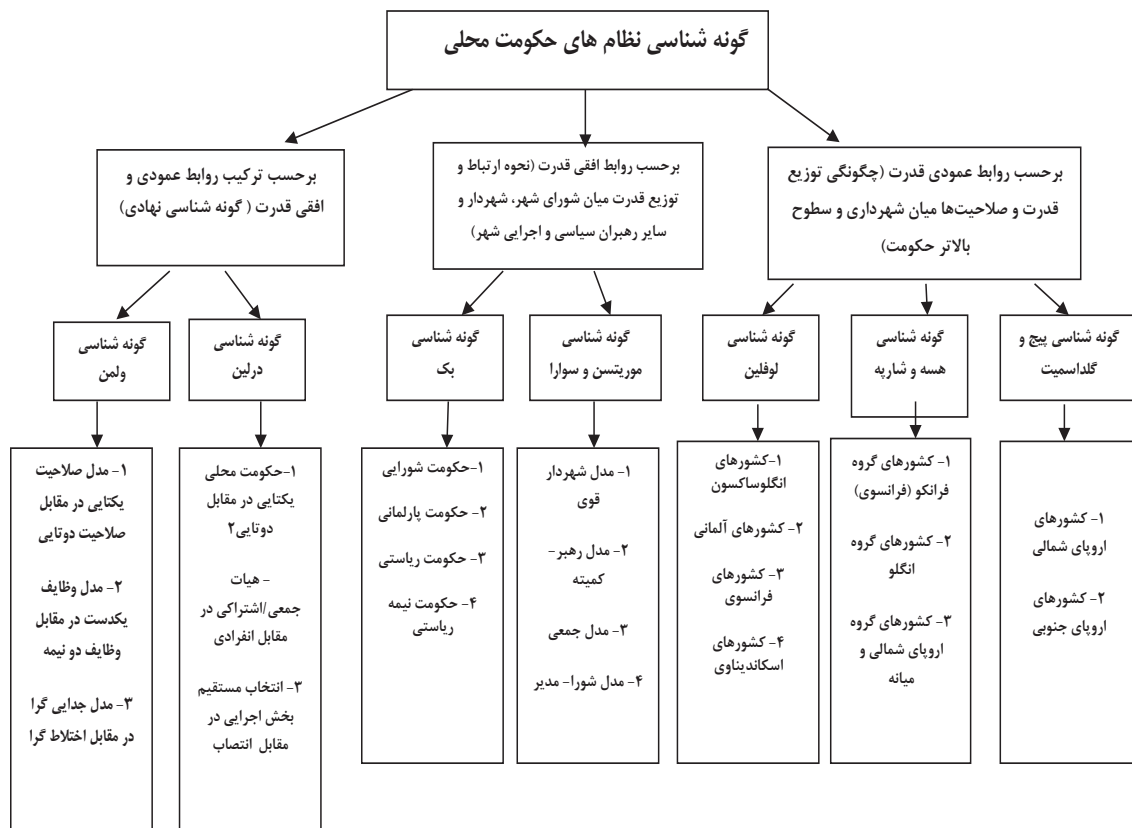 گونه شناسی نظام های حکومت محلی
برحسب روابط عمودی قدرت (چگونگی توزیع
قدرت و صلاحیت‌ها میان شهرداری و سطوح
بالاتر حکومت)
برحسب روابط افقی قدرت (نحوه ارتباط و
توزیع قدرت میان شورای شهر، شهردار و
سایر رهبران سیاسی و اجرایی شهر)
برحسب ترکیب روابط عمودی و
افقی قدرت ( گونه شناسی نهادی)
گونه شناسی پیج و
گلداسمیت
گونه شناسی
هسه و شارپه
گونه شناسی
لوفلین
گونه شناسی
موریتسن و سوارا
گونه شناسی
بک
گونه شناسی
درلین
گونه شناسی
ولمن
۱- کشورهای
اروپای شمالی
۲- کشورهای
اروپای جنوبی
۱- کشورهای گروه
فرانکو (فرانسوی)
۲- کشورهای گروه
انگلو
۳- کشورهای گروه
اروپای شمالی و
میانه
۱-کشورهای
انگلوساکسون
۲- کشورهای آلمانی
۳- کشورهای
فرانسوی
۴- کشورهای
اسکاندیناوی
۱- مدل شهردار
قوی
۲- مدل رهبر-
کمیته
۳- مدل جمعی
۴- مدل شورا- مدیر
۱-حکومت شورایی
۲- حکومت پارلمانی
۳- حکومت ریاستی
۴- حکومت نیمه
ریاستی
۱-حکومت محلی
یکتایی در مقابل
دوتایی۲
- هیات
جمعی/اشتراکی در
مقابل انفرادی
۳- انتخاب مستقیم
بخش اجرایی در
مقابل انتصاب
۱- مدل صلاحیت
یکتایی در مقابل
صلاحیت دوتایی
۲- مدل وظایف
یکدست در مقابل
وظایف دو نیمه
۳- مدل جدایی گرا
در مقابل اختلاط گرا